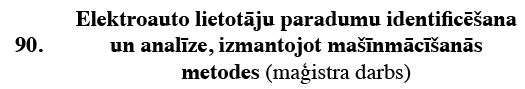 Elektroauto lietotāju paradumu identificēšana
90. un analīze, izmantojot mašīnmācīšanās
metodes (maģistra darbs)